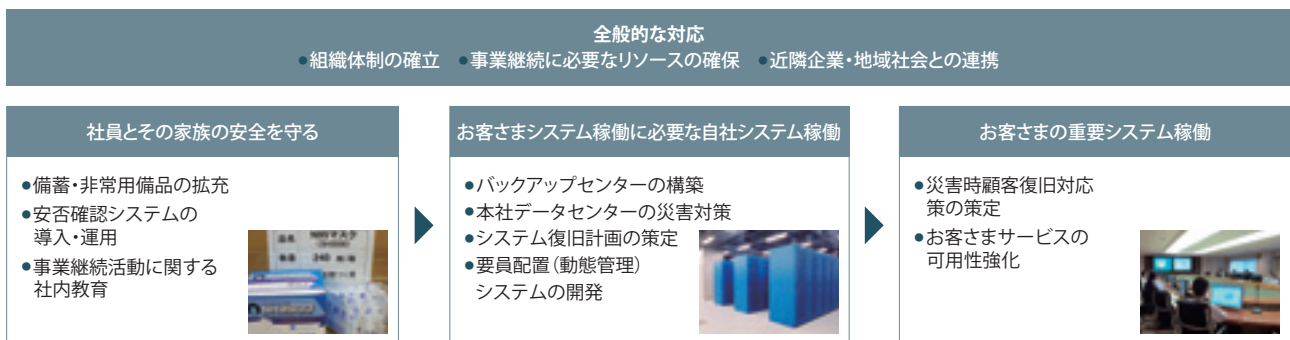 全般的な対応
●組織体制の確立 ●事業継続に必要なリソースの確保 ●近隣企業・地域社会との連携
社員とその家族の安全を守る
●備蓄・非常用備品の拡充
●安否確認システムの
導入・運用
●事業継続活動に関する
社内教育
お客さまシステム稼働に必要な自社システム稼働
●バックアップセンターの構築
●本社データセンターの災害対策
●システム復旧計画の策定
●要員配置（動態管理）
システムの開発
お客さまの重要システム稼働
●災害時顧客復旧対応
策の策定
●お客さまサービスの
可用性強化